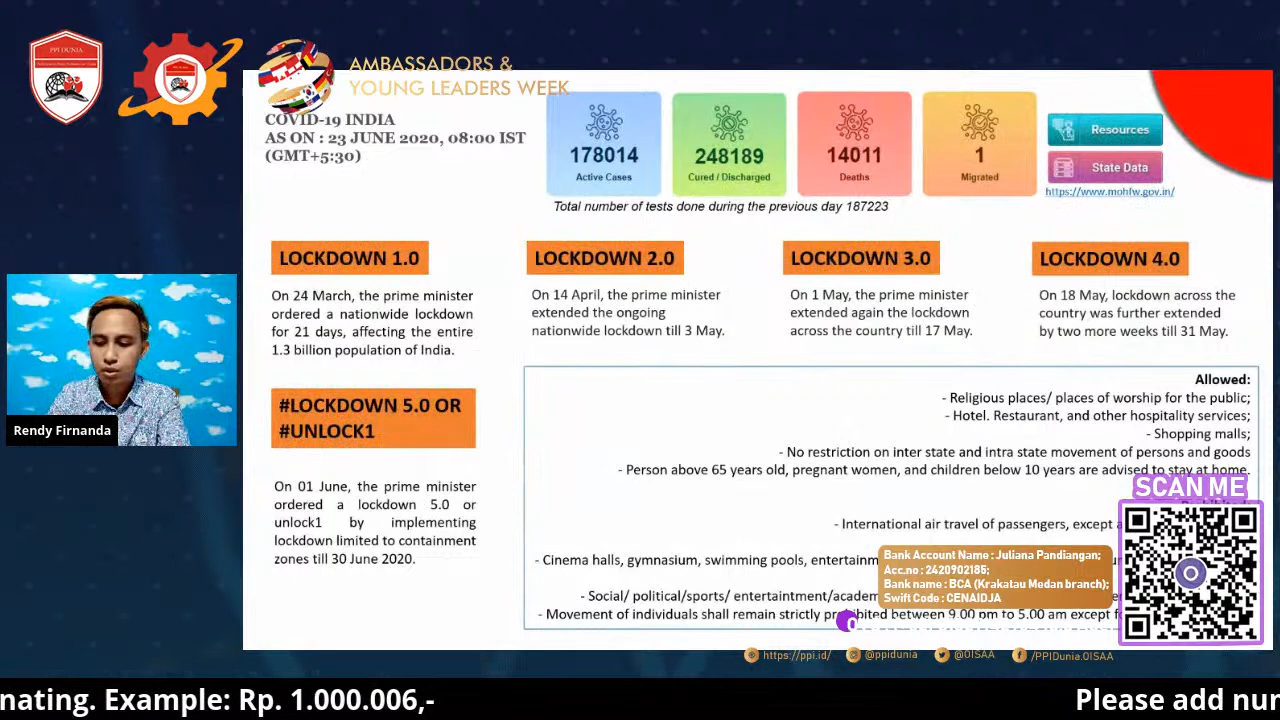 PPI DUNIA
AMBASSADORS &
YOUNG LEADERS WEEK
COVID-19 INDIA
AS ON : 23 JUNE 2020, 08:00 IST
(GMT+5:30)
178014
Active Cases
248189
Cured / Discharged
14011
Deaths
1
Migrated
Resources
State Data
https://www.mohfw.gov.in/
Total number of tests done during the previous day 187223
LOCKDOWN 1.0
On 24 March, the prime minister
ordered a nationwide lockdown
for 21 days, affecting the entire
1.3 billion population of India.
LOCKDOWN 2.0
On 14 April, the prime minister
extended the ongoing
nationwide lockdown till 3 May.
LOCKDOWN 3.0
On 1 May, the prime minister
extended again the lockdown
across the country till 17 May.
LOCKDOWN 4.0
On 18 May, lockdown across the
country was further extended
by two more weeks till 31 May.
#LOCKDOWN 5.0 OR
#UNLOCK1
On 01 June, the prime minister
ordered a lockdown 5.0 or
unlock1 by implementing
lockdown limited to containment
zones till 30 June 2020.
Allowed:
- Religious places/ places of worship for the public;
- Hotel. Restaurant, and other hospitality services;
- Shopping malls;
- No restriction on inter state and intra state movement of persons and goods
- Person above 65 years old, pregnant women, and children below 10 years are advised to stay at home.
- International air travel of passengers, except
- Cinema halls, gymnasium, swimming pools,
- Social/ political/sports/
- Movement of individuals shall remain strictly prohibited between 9.00 pm to 5.00 am except
SCAN ME
Bank Account Name : Juliana Pandiangan;
Acc.no : 2420902185;
Bank name : BCA (Krakatau Medan branch);
Swift Code : CENAIDJA
Rendy Firnanda
https://ppi.id/
@ppidunia
@OISAA
/PPIDunia.OISAA
nating. Example: Rp. 1.000.006,-
Please add